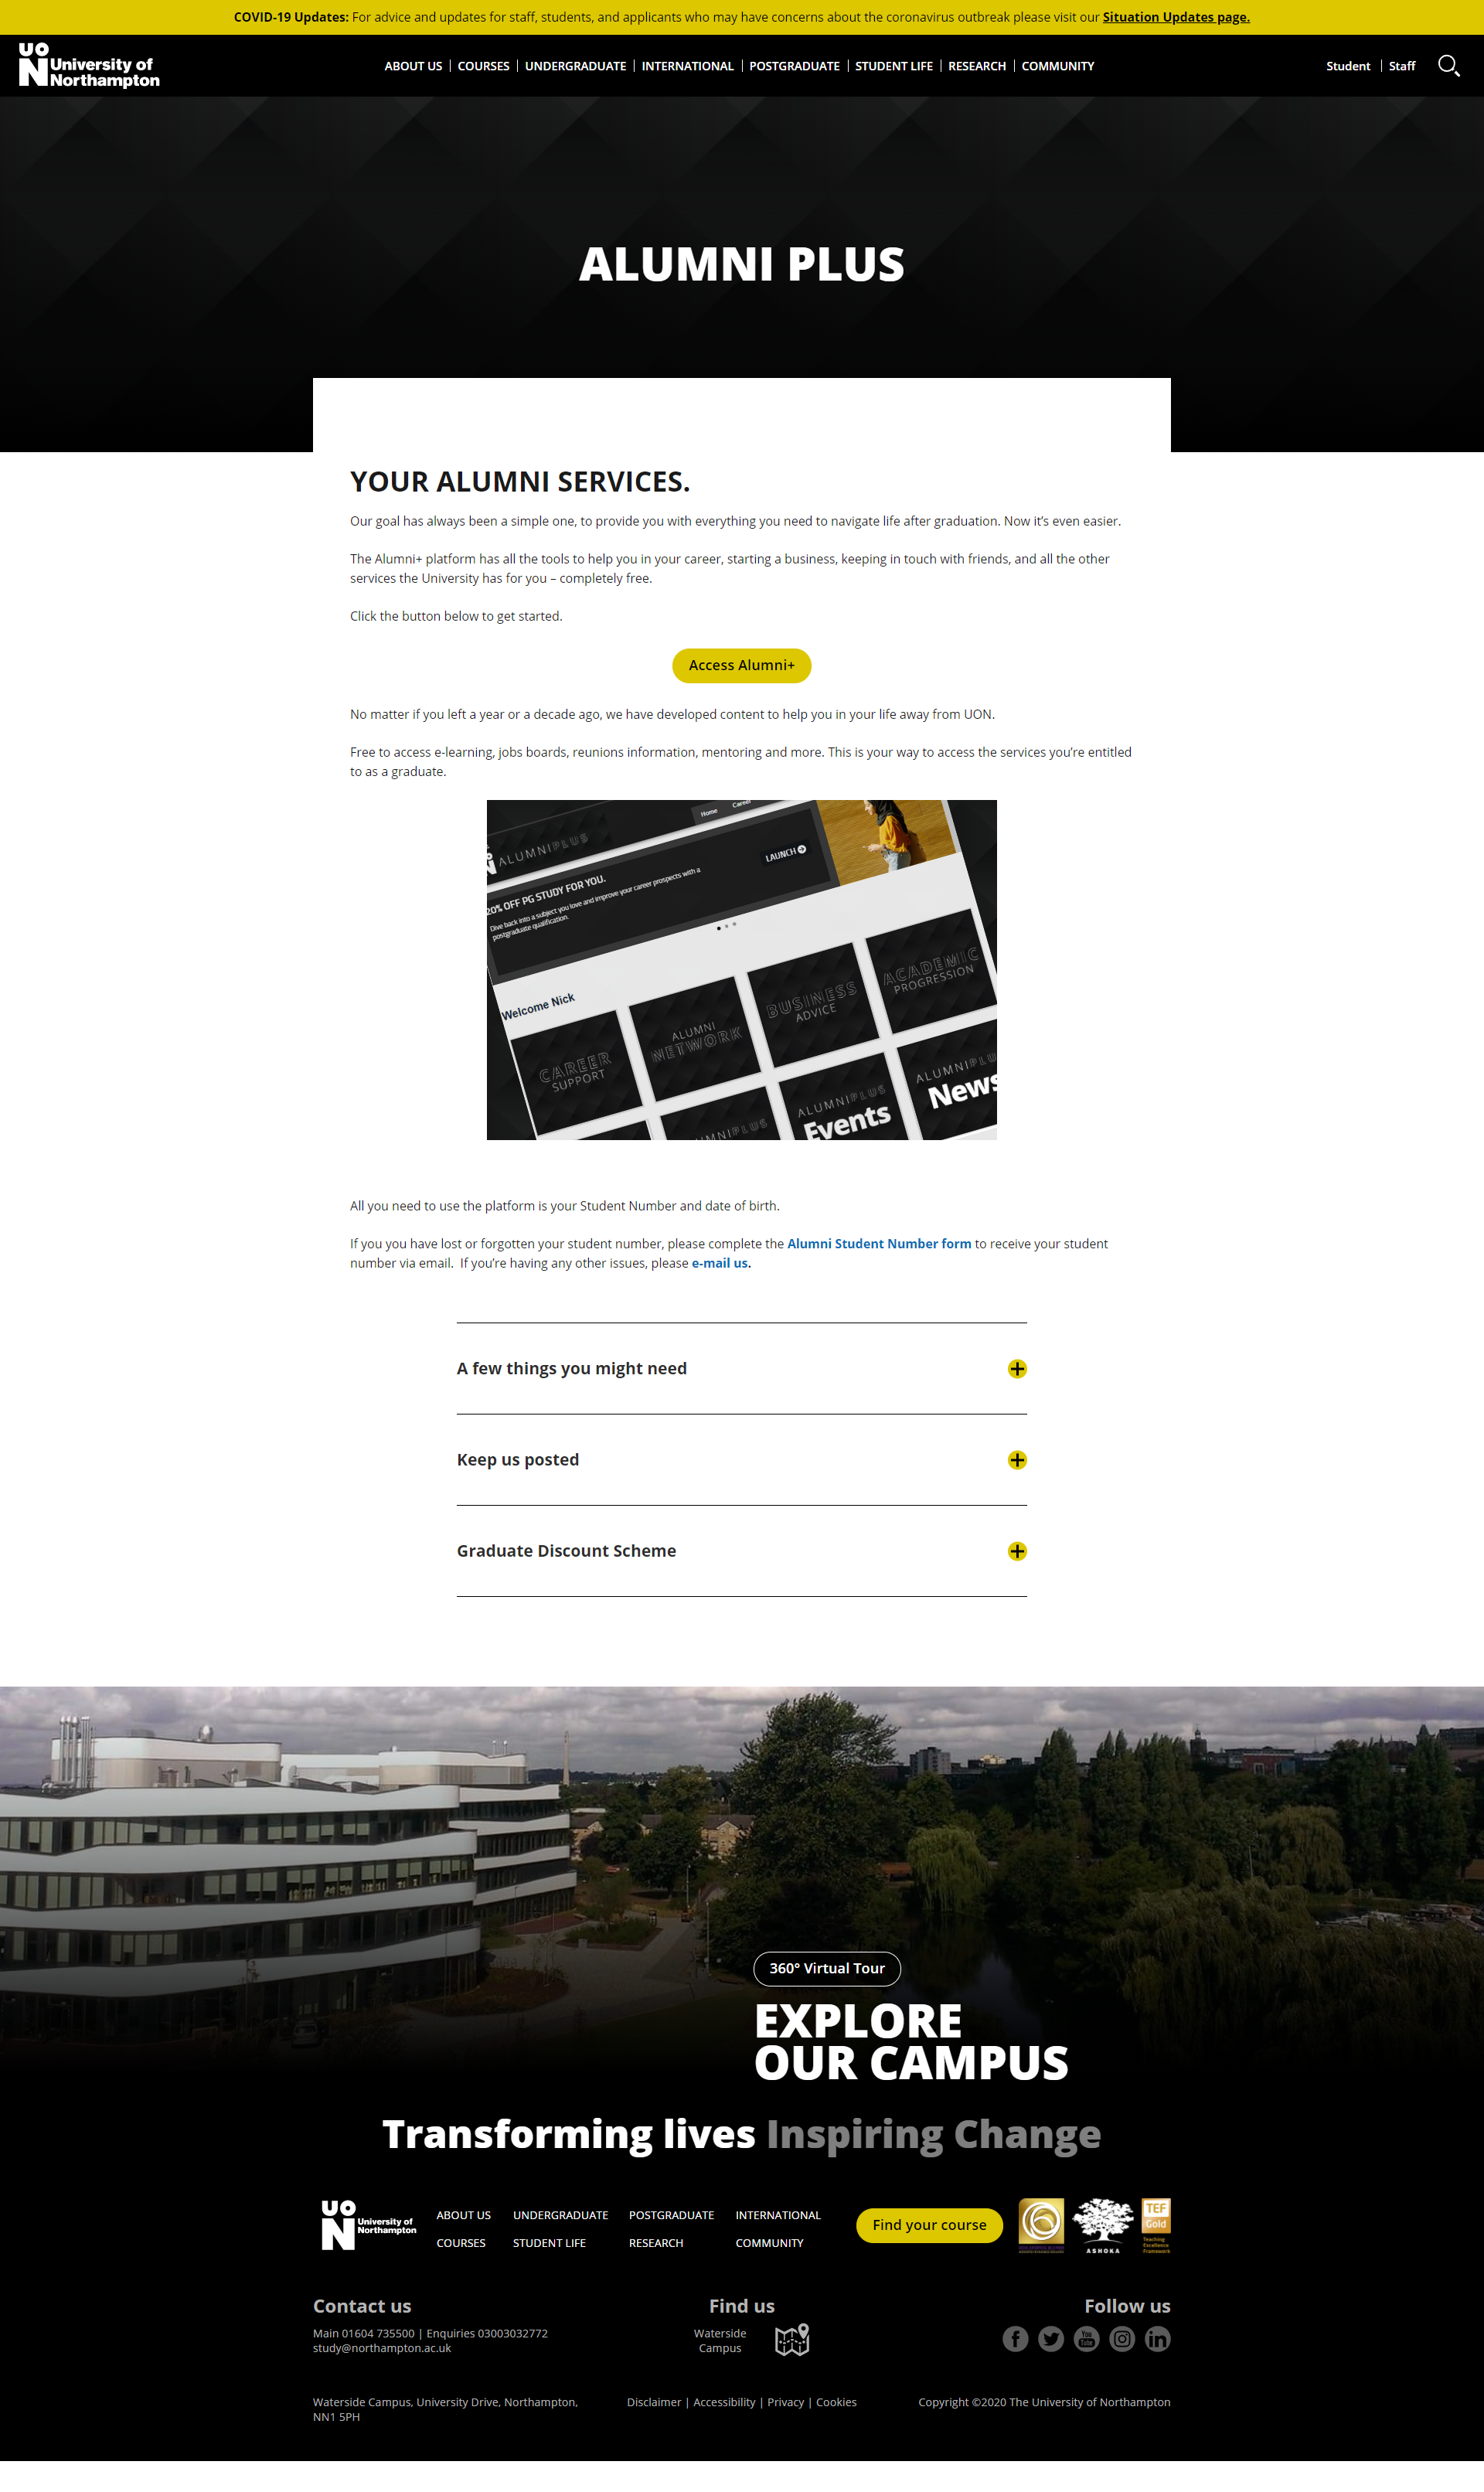 COVID-19 Updates: For advice and updates for staff, students, and applicants who may have concerns about the coronavirus outbreak please visit our Situation Updates page.
UON University of Northampton
ABOUT US | COURSES | UNDERGRADUATE | INTERNATIONAL | POSTGRADUATE | STUDENT LIFE | RESEARCH | COMMUNITY
Student | Staff
ALUMNI PLUS
YOUR ALUMNI SERVICES.
Our goal has always been a simple one, to provide you with everything you need to navigate life after graduation. Now it’s even easier.
The Alumni+ platform has all the tools to help you in your career, starting a business, keeping in touch with friends, and all the other
services the University has for you – completely free.
Click the button below to get started.
Access Alumni+
No matter if you left a year or a decade ago, we have developed content to help you in your life away from UON.
Free to access e-learning, jobs boards, reunions information, mentoring and more. This is your way to access the services you’re entitled
to as a graduate.
Home Career
ALUMNIPLUS
LAUNCH
20% OFF PG STUDY FOR YOU.
Dive back into a subject you love and improve your career prospects with a
postgraduate qualification.
Welcome Nick
CAREER
SUPPORT
ALUMNI
NETWORK
BUSINESS
ADVICE
ACADEMIC
PROGRESSION
ALUMNIPLUS
Events
ALUMNIPLU
News
MNIPLUS
All you need to use the platform is your Student Number and date of birth.
If you you have lost or forgotten your student number, please complete the Alumni Student Number form to receive your student
number via email. If you’re having any other issues, please e-mail us.
A few things you might need
Keep us posted
Graduate Discount Scheme
360° Virtual Tour
EXPLORE
OUR CAMPUS
Transforming lives Inspiring Change
UON University of Northampton
ABOUT US UNDERGRADUATE POSTGRADUATE INTERNATIONAL
COURSES STUDENT LIFE RESEARCH COMMUNITY
Find your course
ASHOKA
TEF
Gold
Teaching
Excellence
Framework
Contact us
Main 01604 735500 | Enquiries 03003032772
study@northampton.ac.uk
Find us
Waterside
Campus
Follow us
You
Tube
Waterside Campus, University Drive, Northampton,
NN1 5PH
Disclaimer | Accessibility | Privacy | Cookies
Copyright ©2020 The University of Northampton